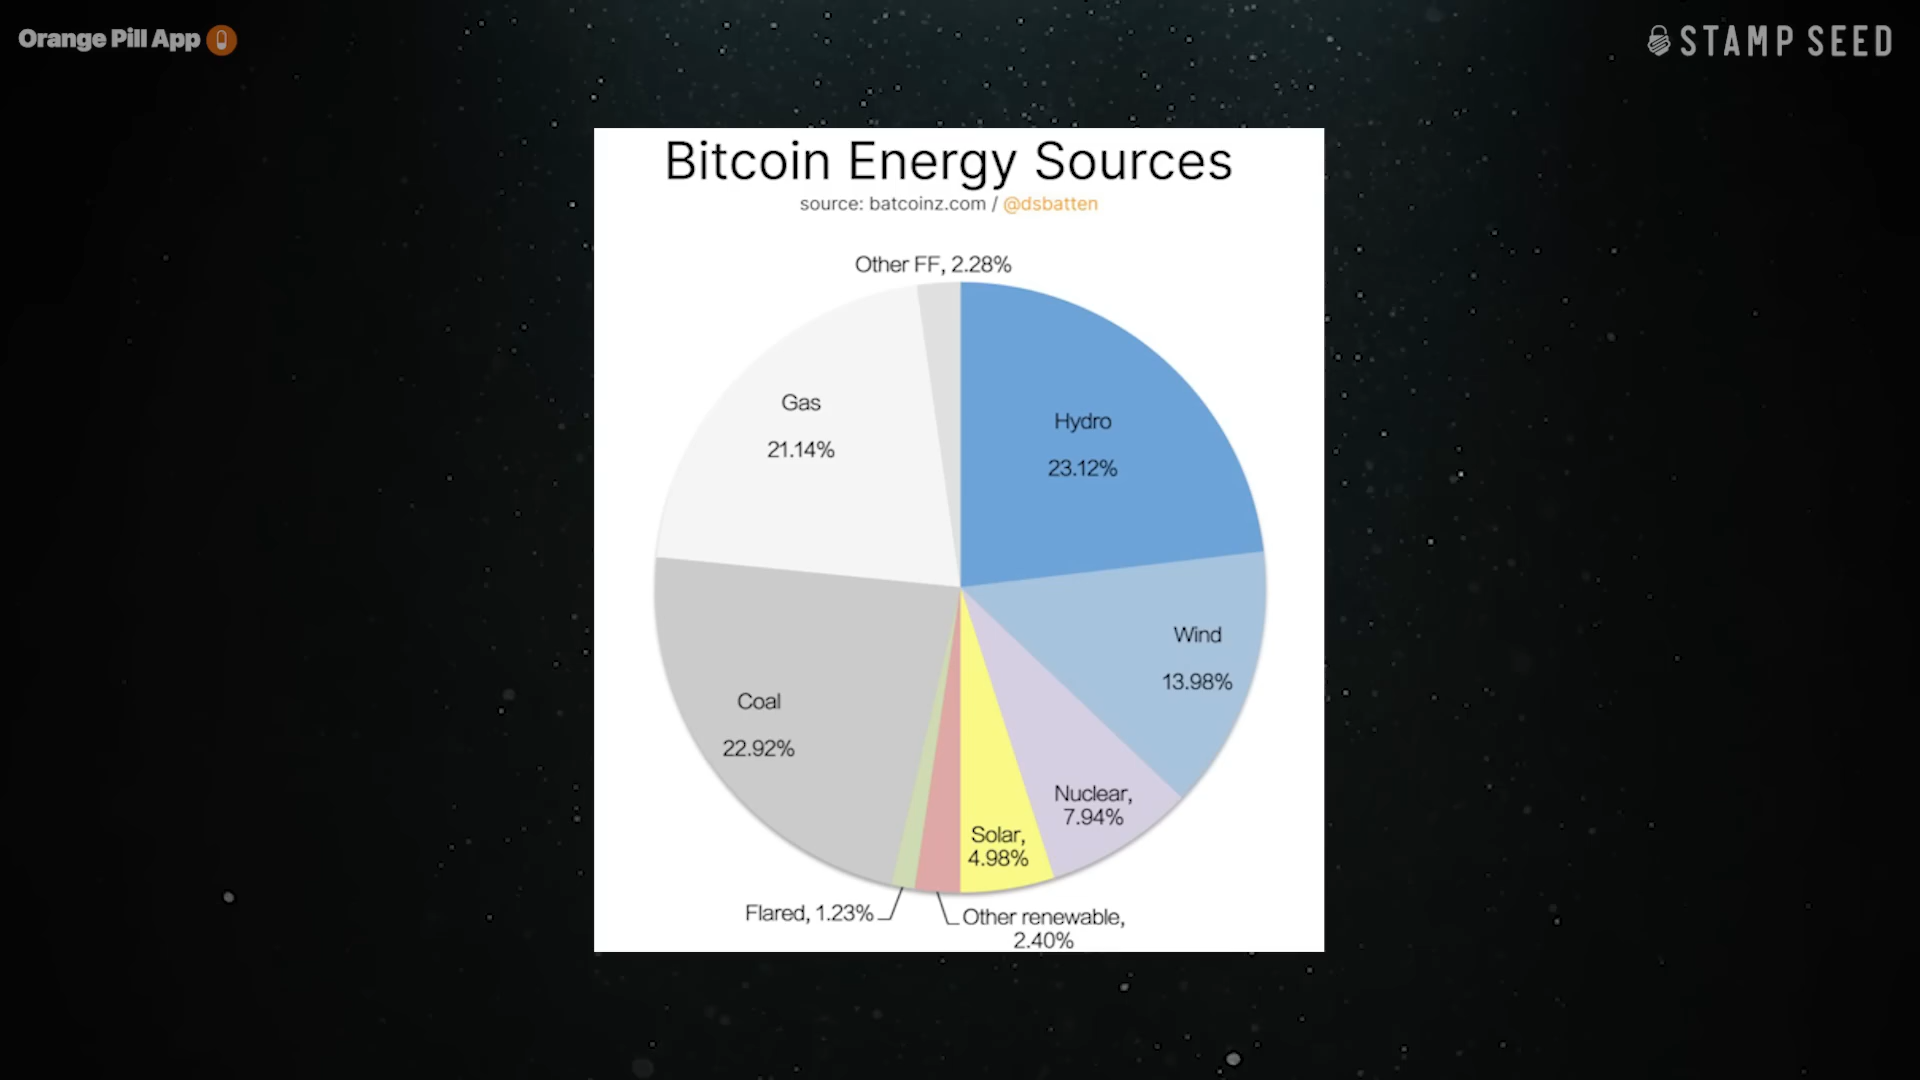 Orange Pill App
STAMP SEED
Bitcoin Energy Sources
source: batcoinz.com / @dsbatten
Other FF, 2.28%
Gas
21.14%
Hydro
23.12%
Wind
13.98%
Coal
22.92%
Nuclear,
7.94%
Solar,
4.98%
Flared, 1.23%
Other renewable,
2.40%